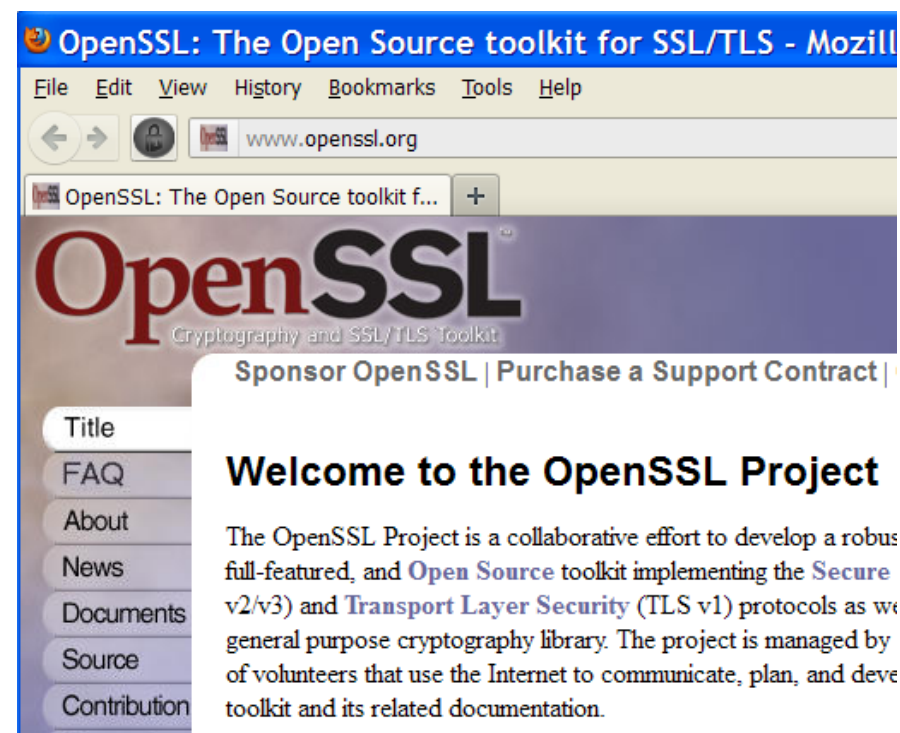 OpenSSL: The Open Source toolkit for SSL/TLS - Mozill
File Edit View History Bookmarks Tools Help
www.openssl.org
OpenSSL: The Open Source toolkit f... +
OpenSSL™
Cryptography and SSL/TLS Toolkit
Sponsor OpenSSL | Purchase a Support Contract |
Title
FAQ
About
News
Documents
Source
Contribution
Welcome to the OpenSSL Project
The OpenSSL Project is a collaborative effort to develop a robus
full-featured, and Open Source toolkit implementing the Secure
v2/v3) and Transport Layer Security (TLS v1) protocols as we
general purpose cryptography library. The project is managed by
of volunteers that use the Internet to communicate, plan, and deve
toolkit and its related documentation.